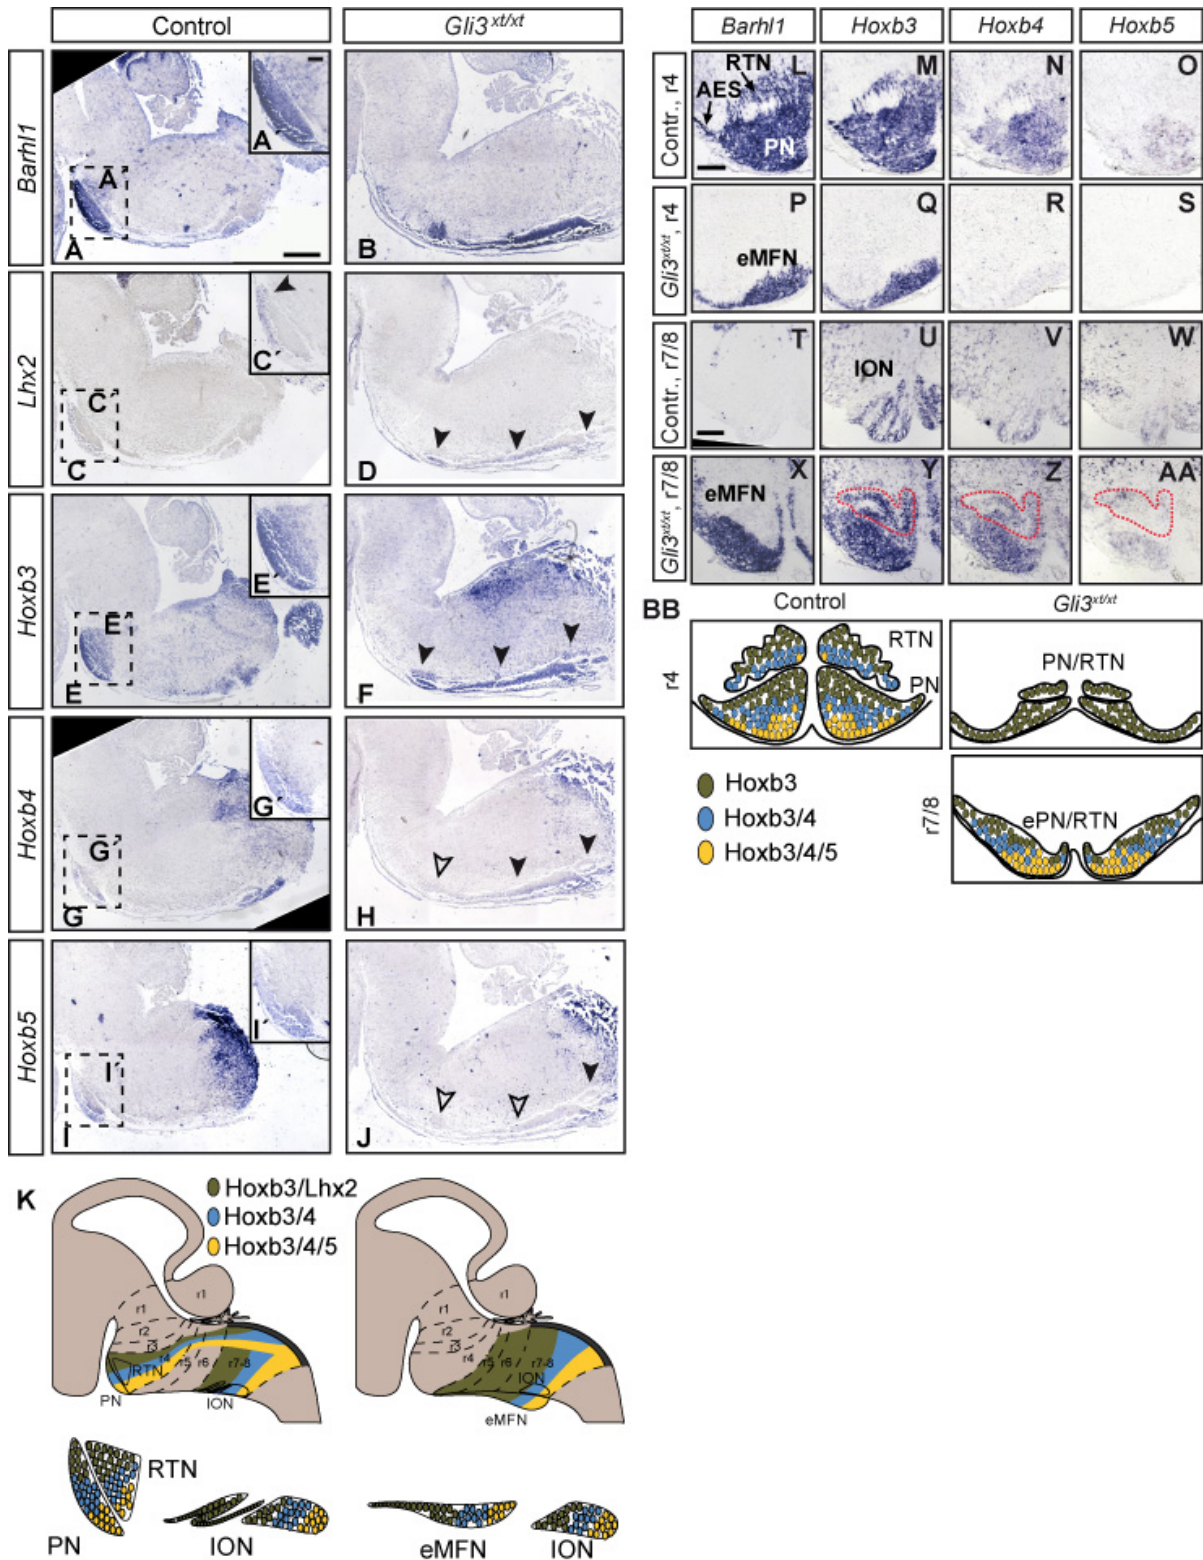 Control
Gli3xt/xt
Barhl1
A´
A´
A
B
Lhx2
C´
C´
C
D
Hoxb3
E´
E´
E
F
Hoxb4
G´
G´
G
H
Hoxb5
I´
I´
I
J
Barhl1
Hoxb3
Hoxb4
Hoxb5
Contr., r4
RTN
AES
PN
L
M
N
O
Gli3xt/xt, r4
eMFN
P
Q
R
S
Contr., r7/8
T
ION
U
V
W
Gli3xt/xt, r7/8
eMFN
X
Y
Z
AA
BB
Control
Gli3xt/xt
r4
RTN
PN
PN/RTN
Hoxb3
Hoxb3/4
Hoxb3/4/5
r7/8
ePN/RTN
K
Hoxb3/Lhx2
Hoxb3/4
Hoxb3/4/5
r1
r1
r2
r3
r4
r5
r6
r7-8
RTN
PN
ION
r1
r1
r2
r3
r4
r5
r6
r7-8
ION
eMFN
RTN
PN
ION
eMFN
ION